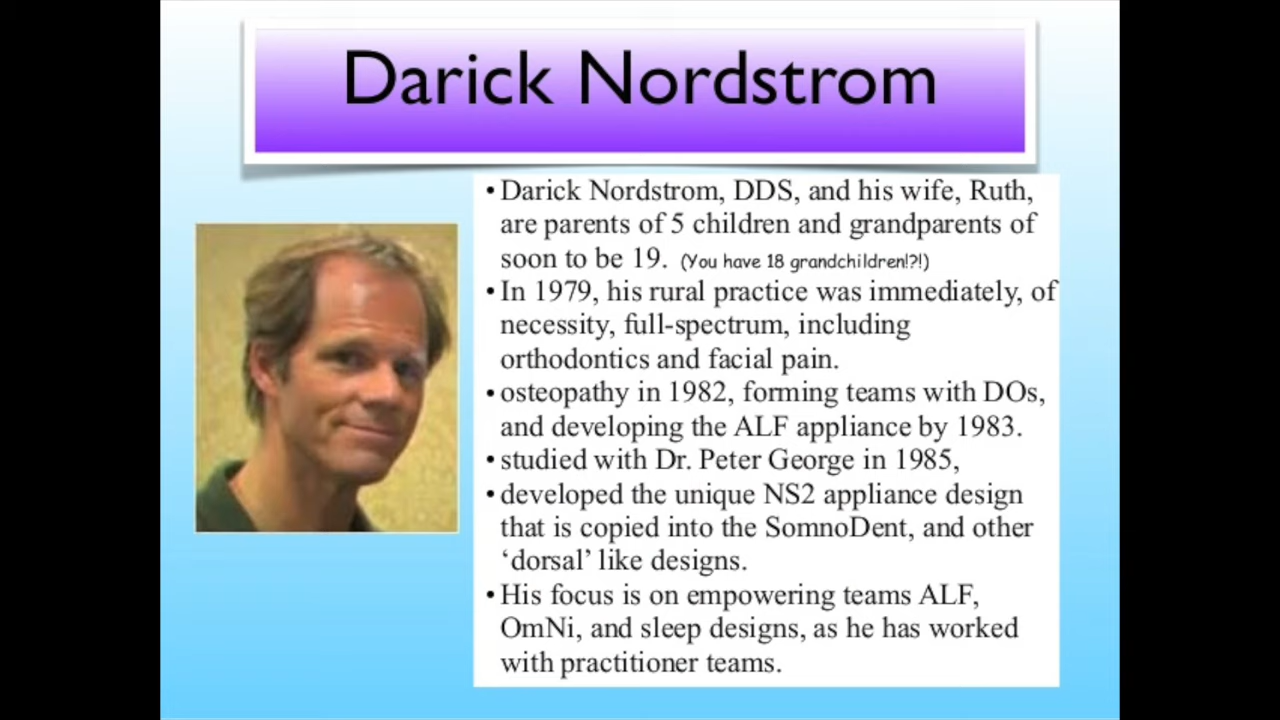 Darick Nordstrom
• Darick Nordstrom, DDS, and his wife, Ruth,
are parents of 5 children and grandparents of
soon to be 19. (You have 18 grandchildren!?!)
• In 1979, his rural practice was immediately, of
necessity, full-spectrum, including
orthodontics and facial pain.
• osteopathy in 1982, forming teams with DOs,
and developing the ALF appliance by 1983.
• studied with Dr. Peter George in 1985,
• developed the unique NS2 appliance design
that is copied into the SomnoDent, and other
‘dorsal’ like designs.
• His focus is on empowering teams ALF,
OmNi, and sleep designs, as he has worked
with practitioner teams.